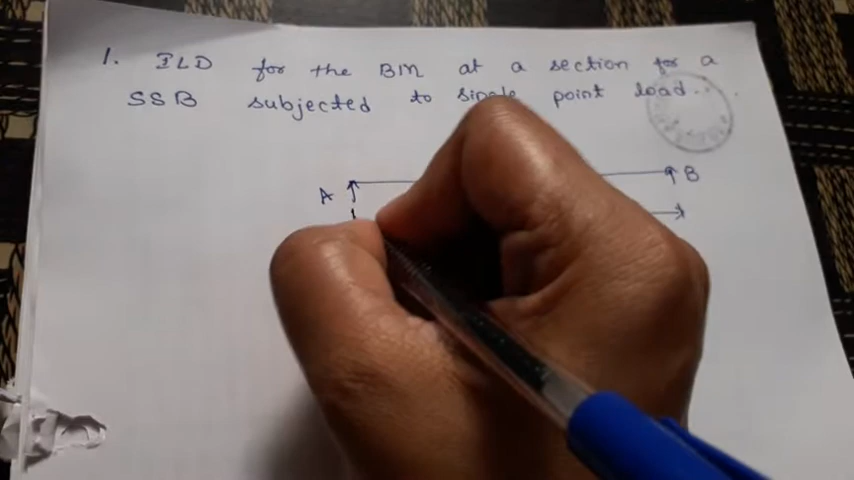 1. ILD for the BM at a section for a
SSB subjected to single point load.
A
B